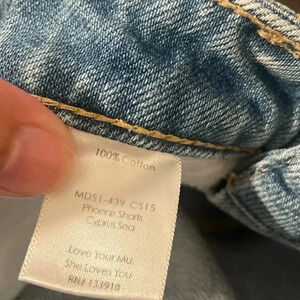 100% Cotton
MDS1-439 CS15
Phoenix Shorts
Cyprus Sea
Love Your Mu.
She Loves You
RN# 133910